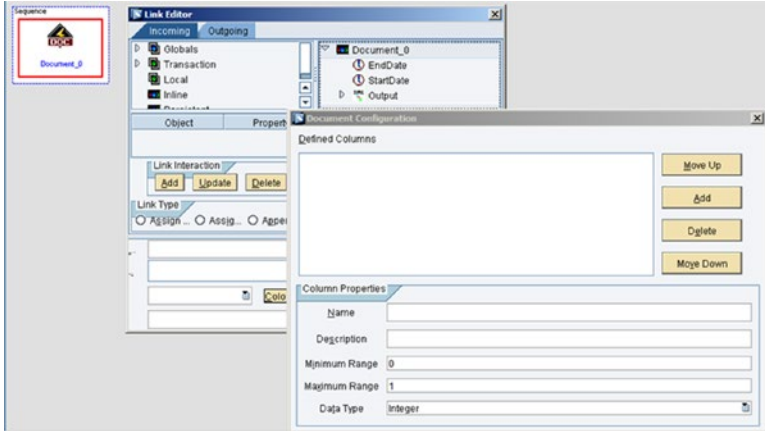 Sequence
DOC
Document_0
Link Editor
Incoming
Outgoing
Globals
Transaction
Local
Inline
Document_0
EndDate
StartDate
Output
Object
Link Interaction
Add
Update
Delete
Link Type
Document Configuration
Defined Columns
Move Up
Add
Delete
Move Down
Column Properties
Name
Description
Minimum Range 0
Maximum Range 1
Data Type Integer